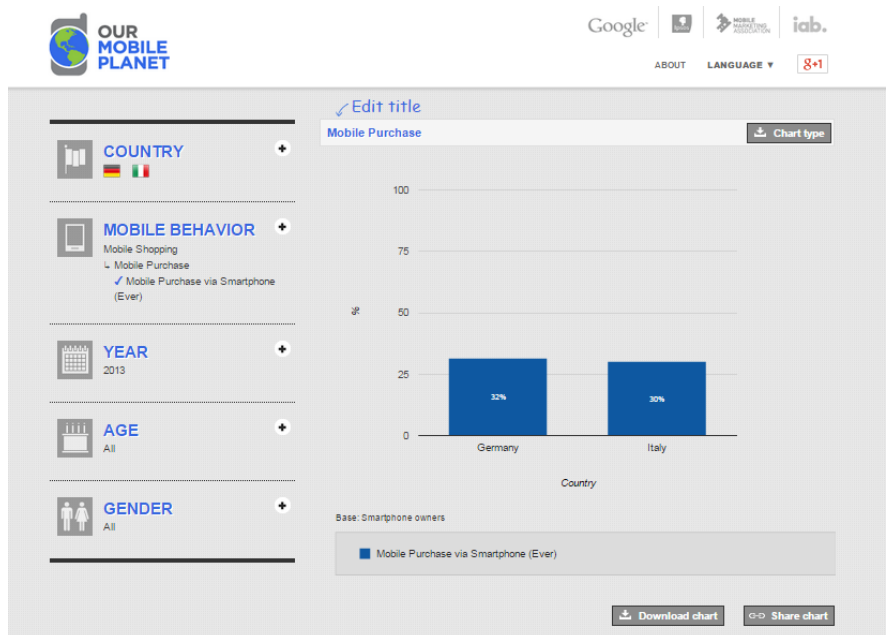 OUR
MOBILE
PLANET
Google
MOBILE
MARKETING
ASSOCIATION
iab.
ABOUT
LANGUAGE ▼
g+1
Edit title
Mobile Purchase
Chart type
COUNTRY
+
MOBILE BEHAVIOR
+
Mobile Shopping
↳ Mobile Purchase
✓ Mobile Purchase via Smartphone
(Ever)
YEAR
+
2013
AGE
+
All
GENDER
+
All
100
75
%
50
25
32%
30%
0
Germany
Italy
Country
Base: Smartphone owners
Mobile Purchase via Smartphone (Ever)
Download chart
Share chart